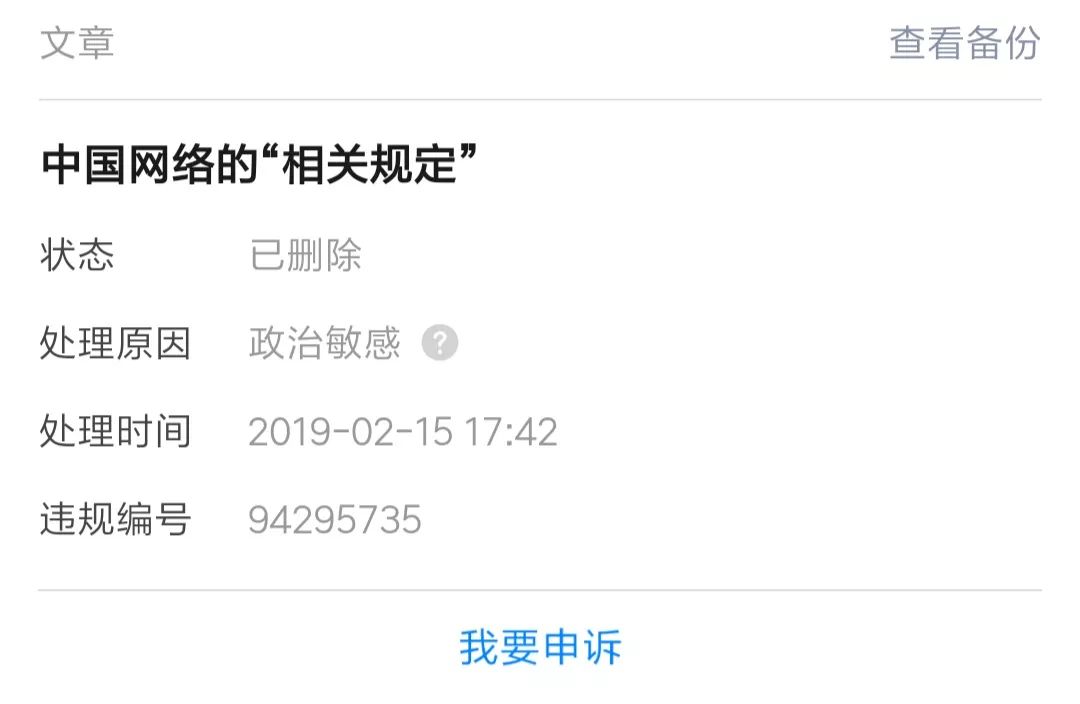 文章 查看备份
中国网络的“相关规定”
状态 已删除
处理原因 政治敏感 ?
处理时间 2019-02-15 17:42
违规编号 94295735
我要申诉